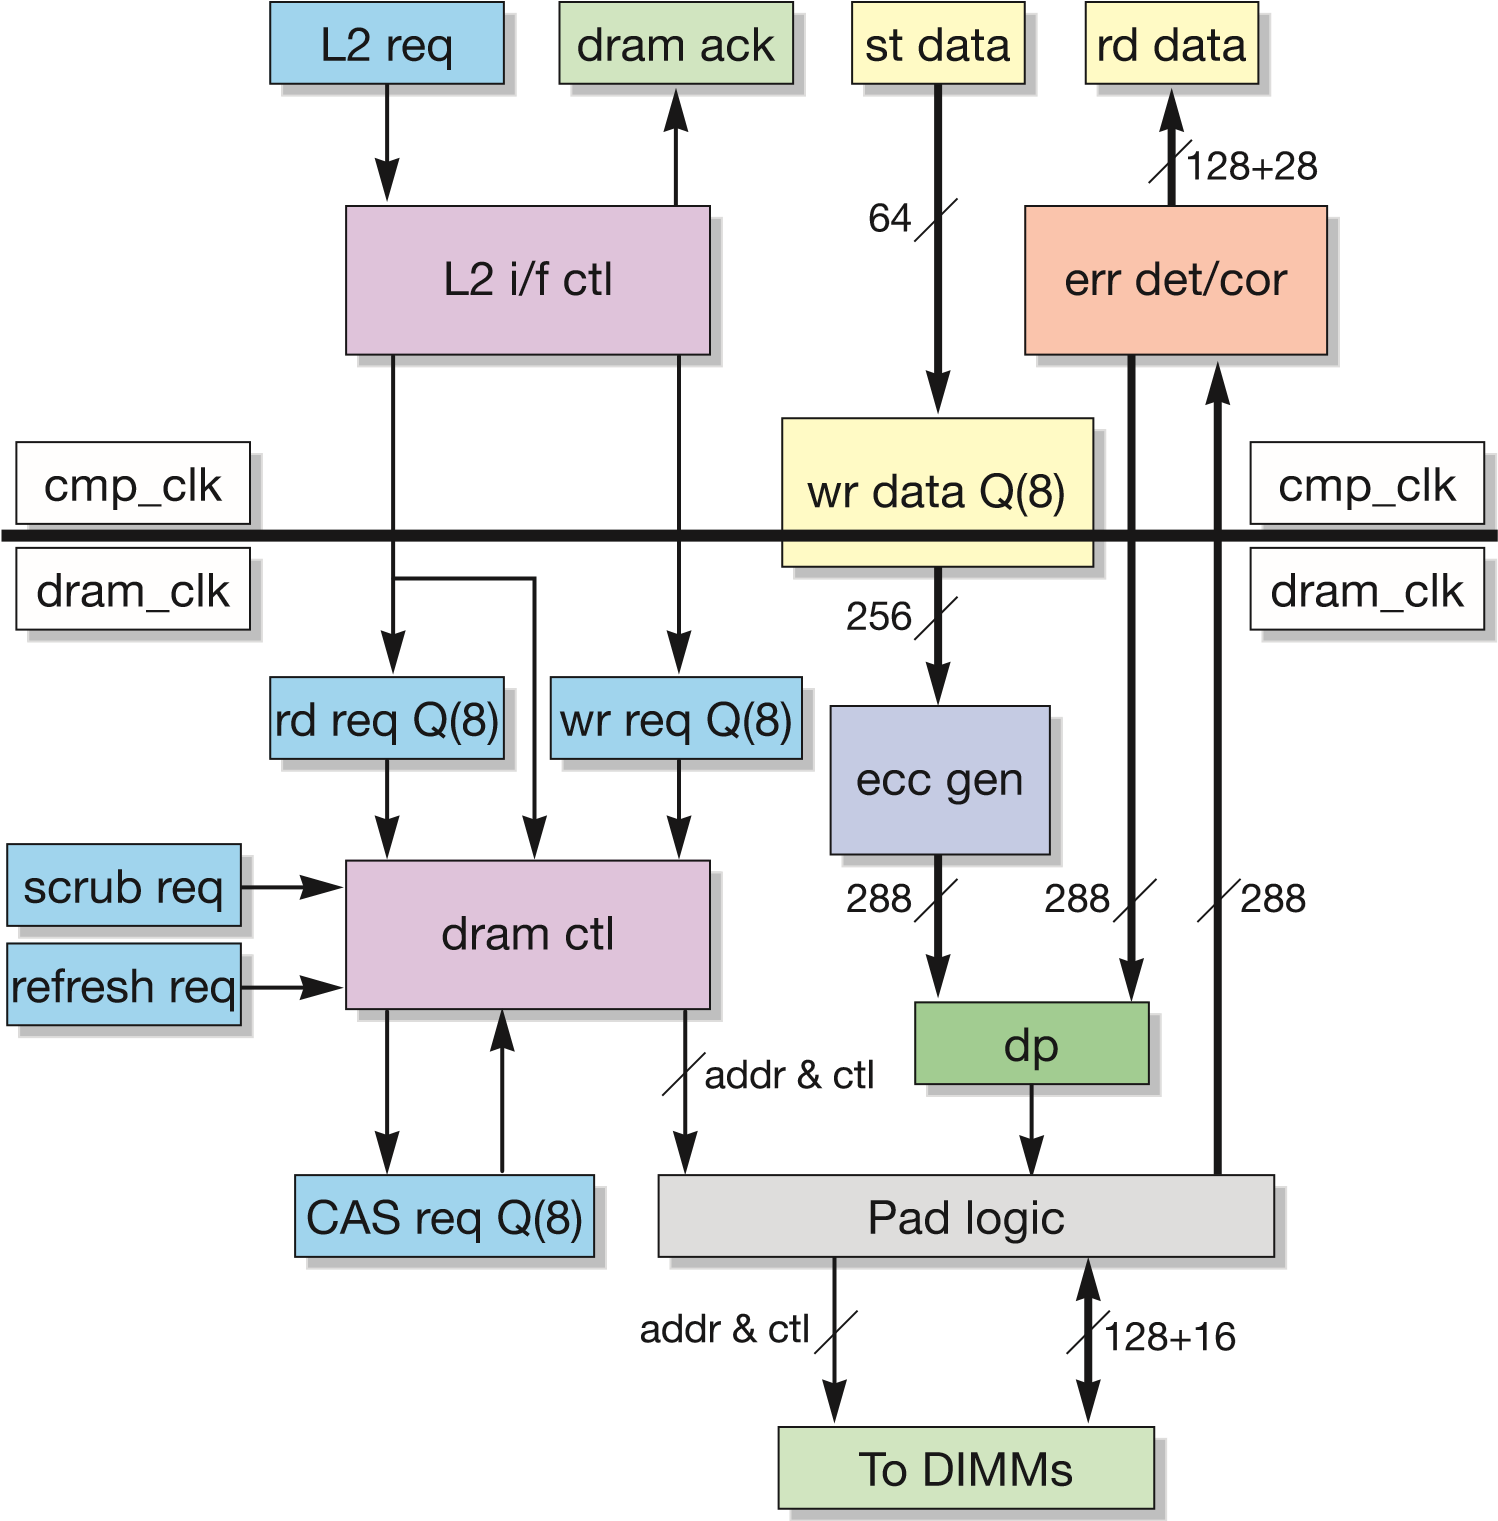 L2 req
dram ack
st data
rd data
128+28
64
L2 i/f ctl
err det/cor
cmp_clk
wr data Q(8)
cmp_clk
dram_clk
dram_clk
256
rd req Q(8)
wr req Q(8)
ecc gen
scrub req
288
288
288
dram ctl
refresh req
dp
addr & ctl
CAS req Q(8)
Pad logic
addr & ctl
128+16
To DIMMs